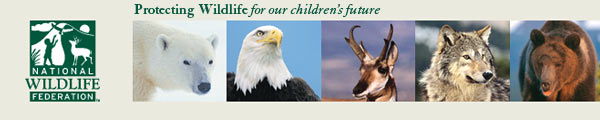 Protecting Wildlife for our children's future
NATIONAL
WILDLIFE
FEDERATION